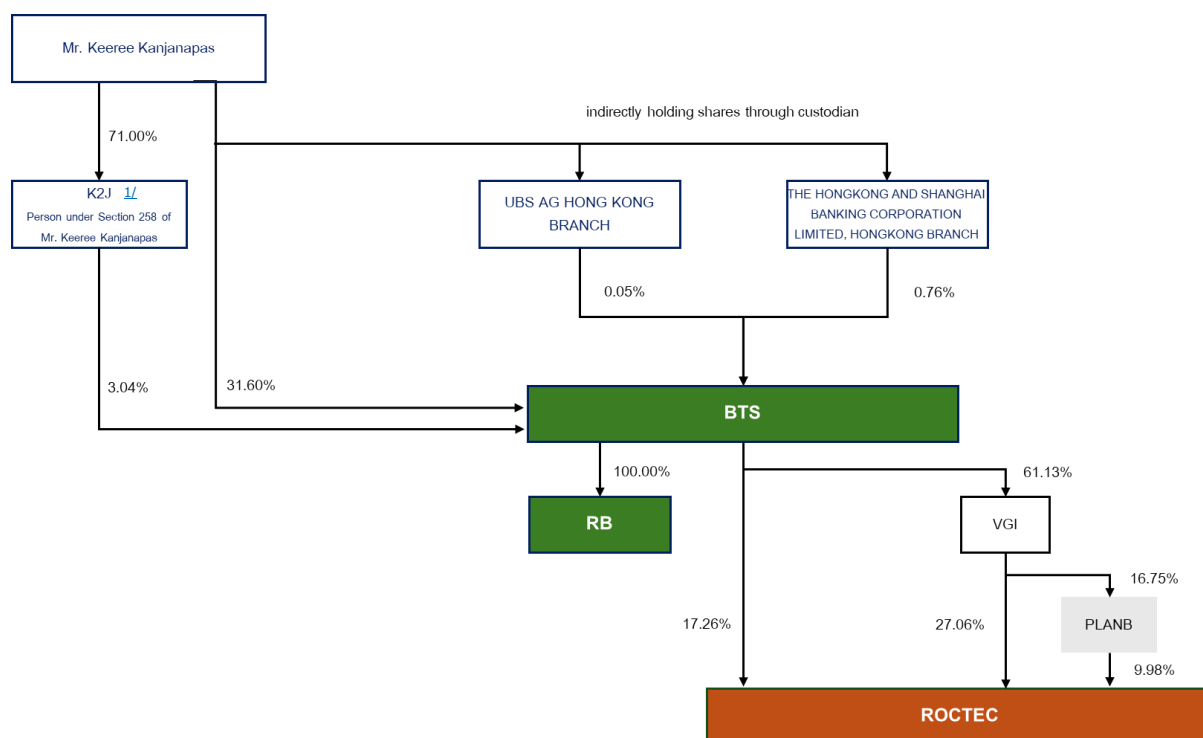 Mr. Keeree Kanjanapas
indirectly holding shares through custodian
71.00%
K2J 1/
Person under Section 258 of
Mr. Keeree Kanjanapas
UBS AG HONG KONG
BRANCH
THE HONGKONG AND SHANGHAI
BANKING CORPORATION
LIMITED, HONGKONG BRANCH
0.05%
0.76%
3.04%
31.60%
BTS
100.00%
61.13%
RB
VGI
16.75%
17.26%
27.06%
PLANB
9.98%
ROCTEC